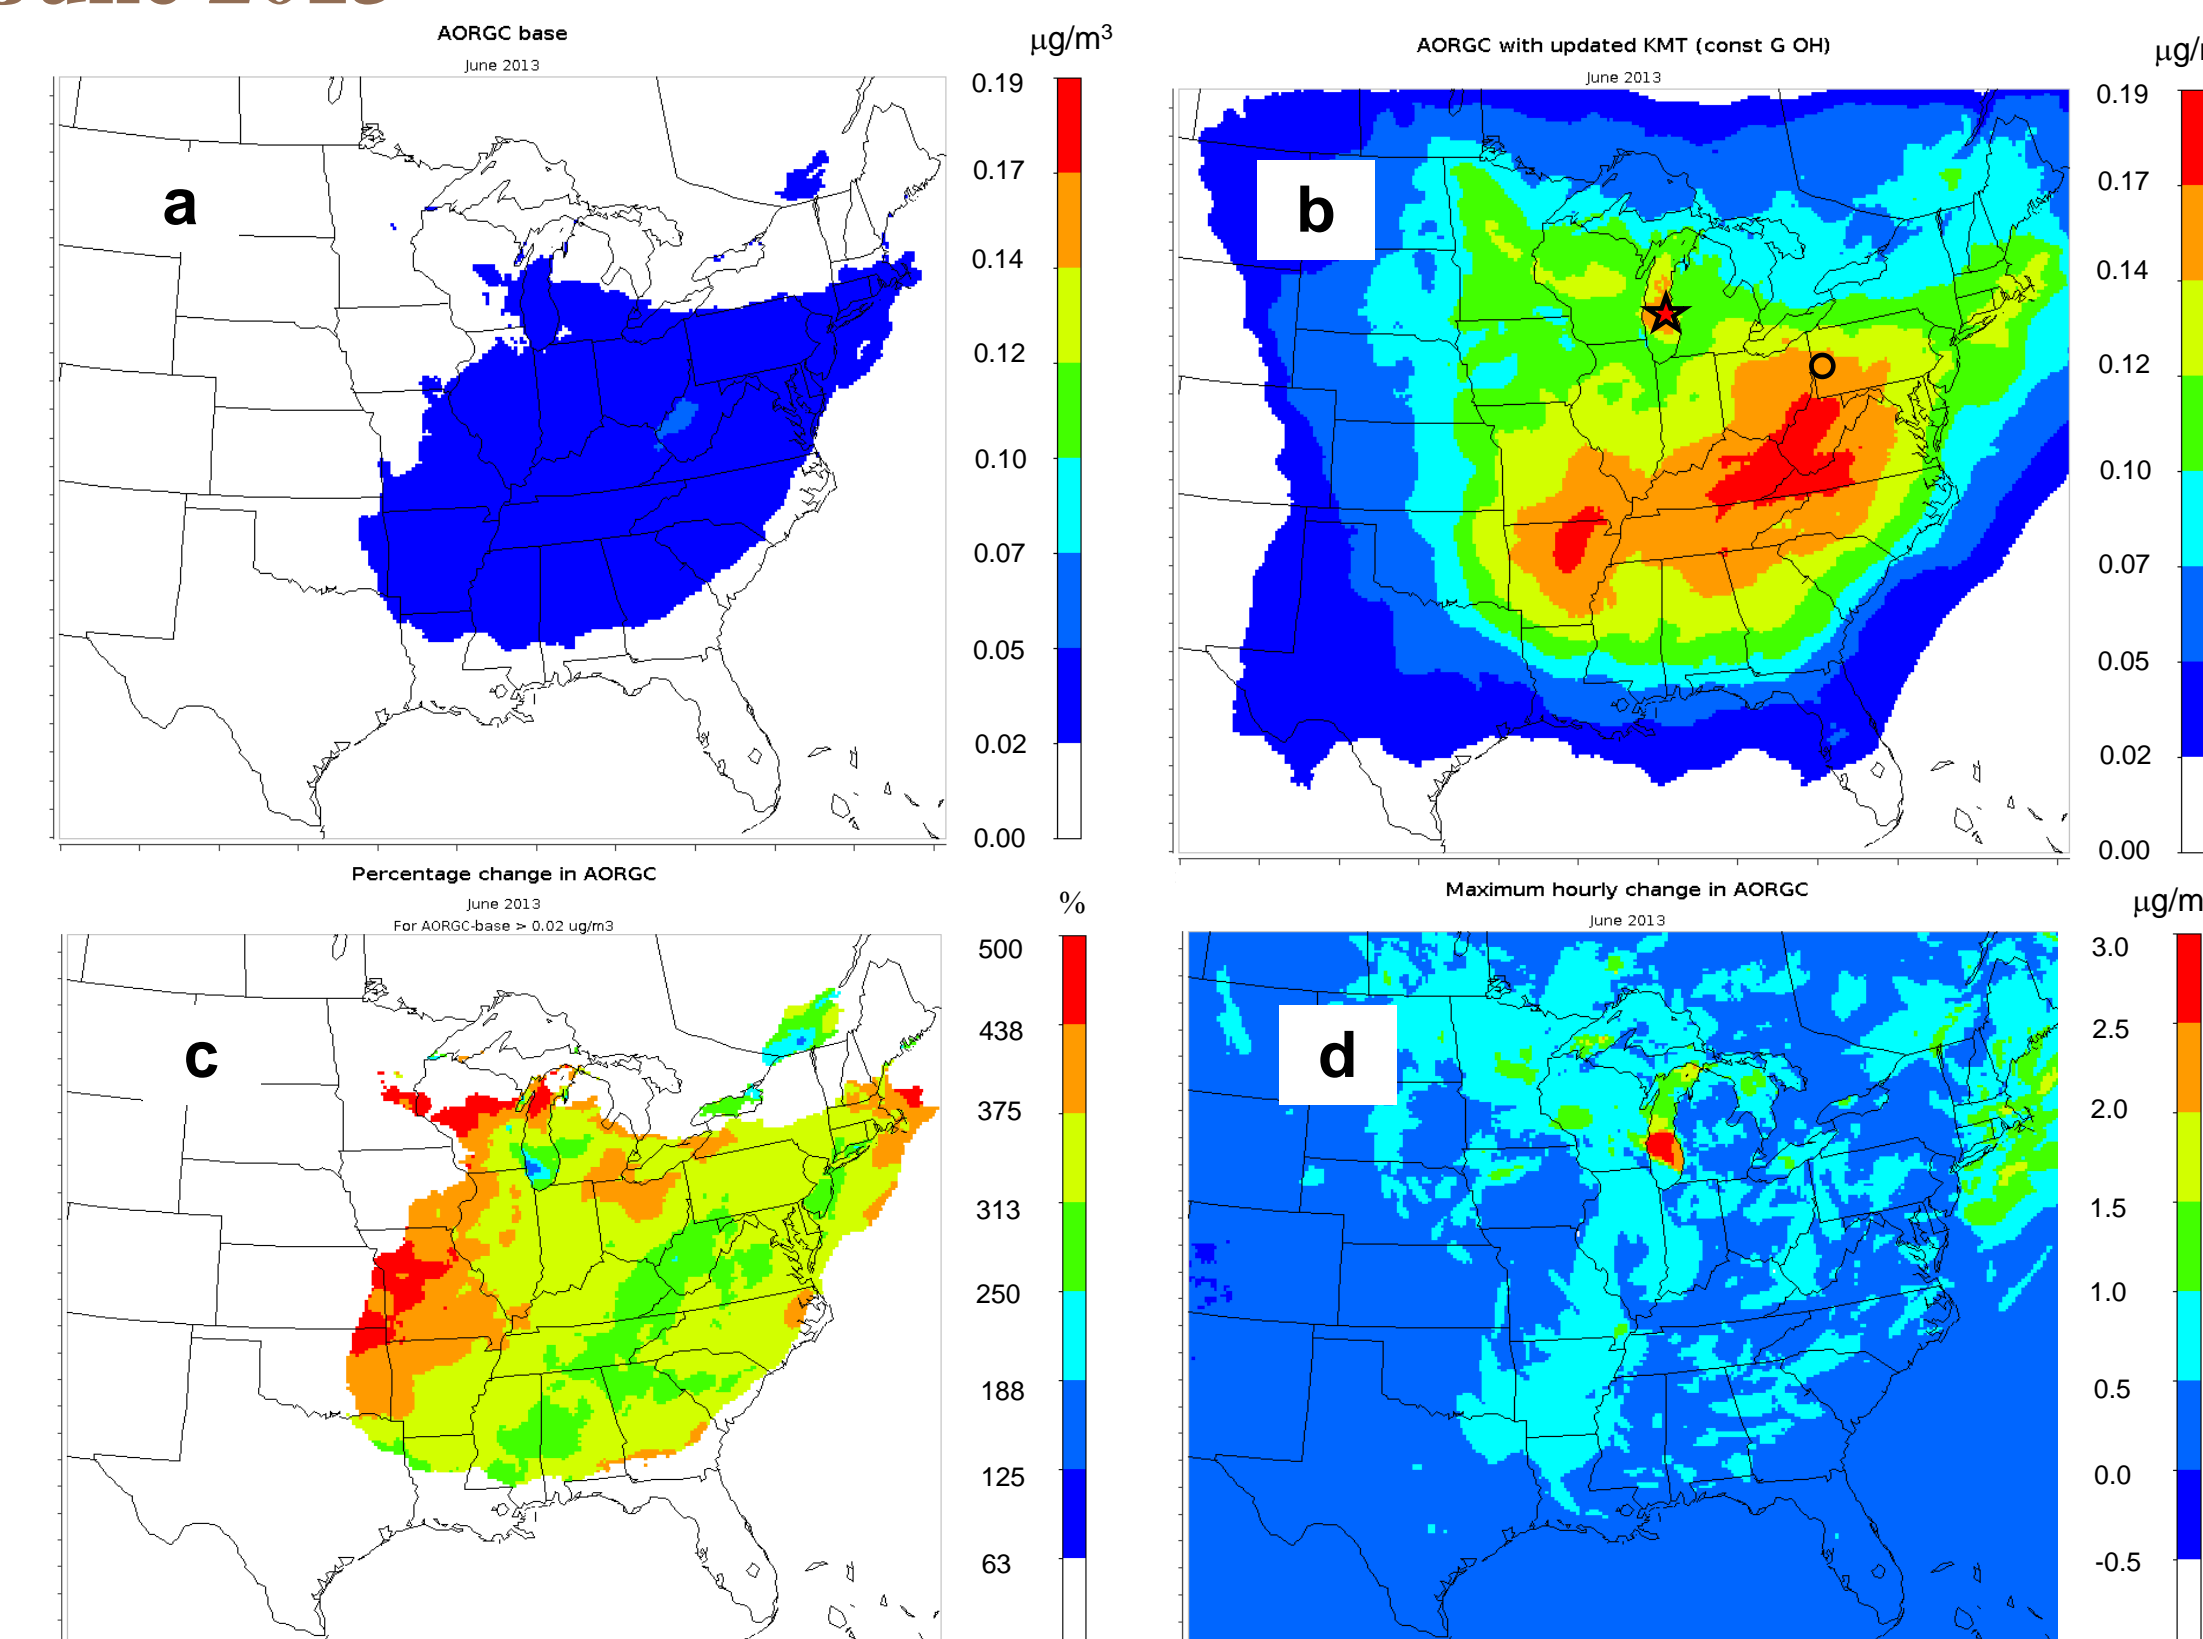 June 2013
AORGC base
June 2013
μg/m3
a
0.19
0.17
0.14
0.12
0.10
0.07
0.05
0.02
0.00
AORGC with updated KMT (const G OH)
June 2013
μg/
b
0.19
0.17
0.14
0.12
0.10
0.07
0.05
0.02
0.00
Percentage change in AORGC
June 2013
For AORGC-base > 0.02 ug/m3
%
c
500
438
375
313
250
188
125
63
Maximum hourly change in AORGC
June 2013
μg/m
d
3.0
2.5
2.0
1.5
1.0
0.5
0.0
-0.5